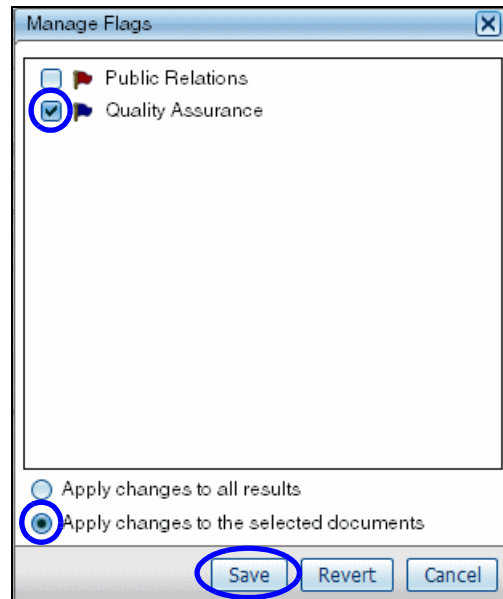 Manage Flags
Public Relations
Quality Assurance
Apply changes to all results
Apply changes to the selected documents
Save Revert Cancel